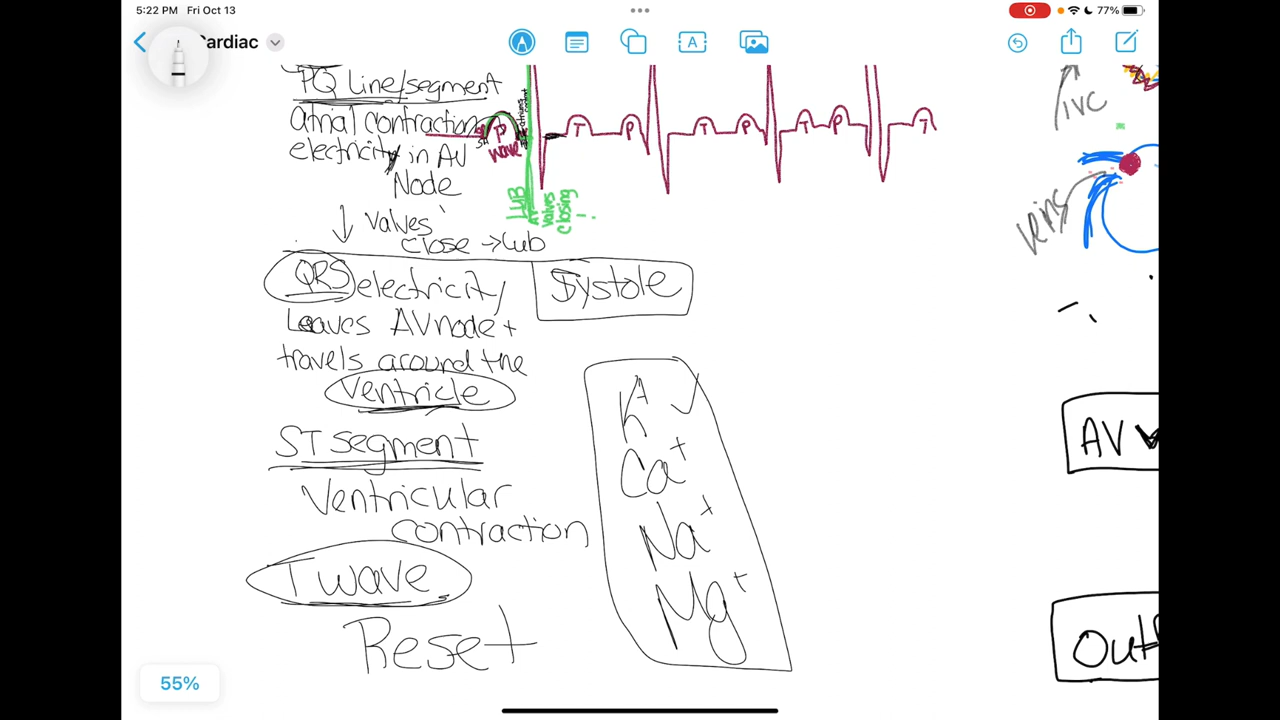 5:22 PM Fri Oct 13
77%
Cardiac
PQ Line/segment
atrial contraction
electricity in AV
Node
↓ Valves
close → Lub
QRS electricity
Leaves AV node +
travels around the
Ventricle
ST segment
Ventricular
contraction
T wave
Reset
Systole
K ✓
Ca+
Na+
Mg+
P
wave
T P T P T P T
LUB
AV
Valves
closing
IVC
veins
AV
Out
55%